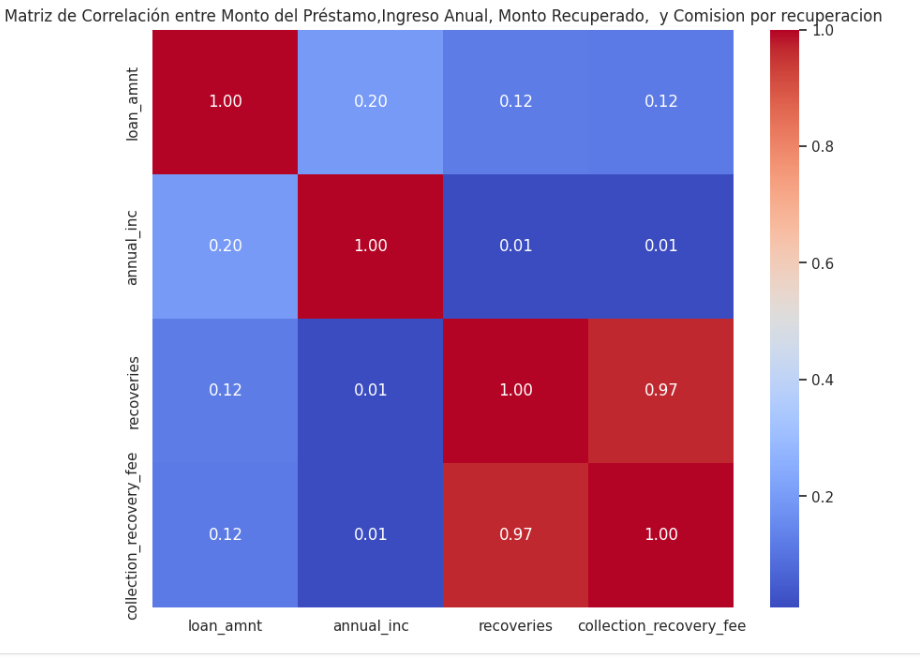 Matriz de Correlación entre Monto del Préstamo,Ingreso Anual, Monto Recuperado,  y Comision por recuperacion
loan_amnt 1.00 0.20 0.12 0.12
annual_inc 0.20 1.00 0.01 0.01
recoveries 0.12 0.01 1.00 0.97
collection_recovery_fee 0.12 0.01 0.97 1.00
loan_amnt annual_inc recoveries collection_recovery_fee
1.0
0.8
0.6
0.4
0.2